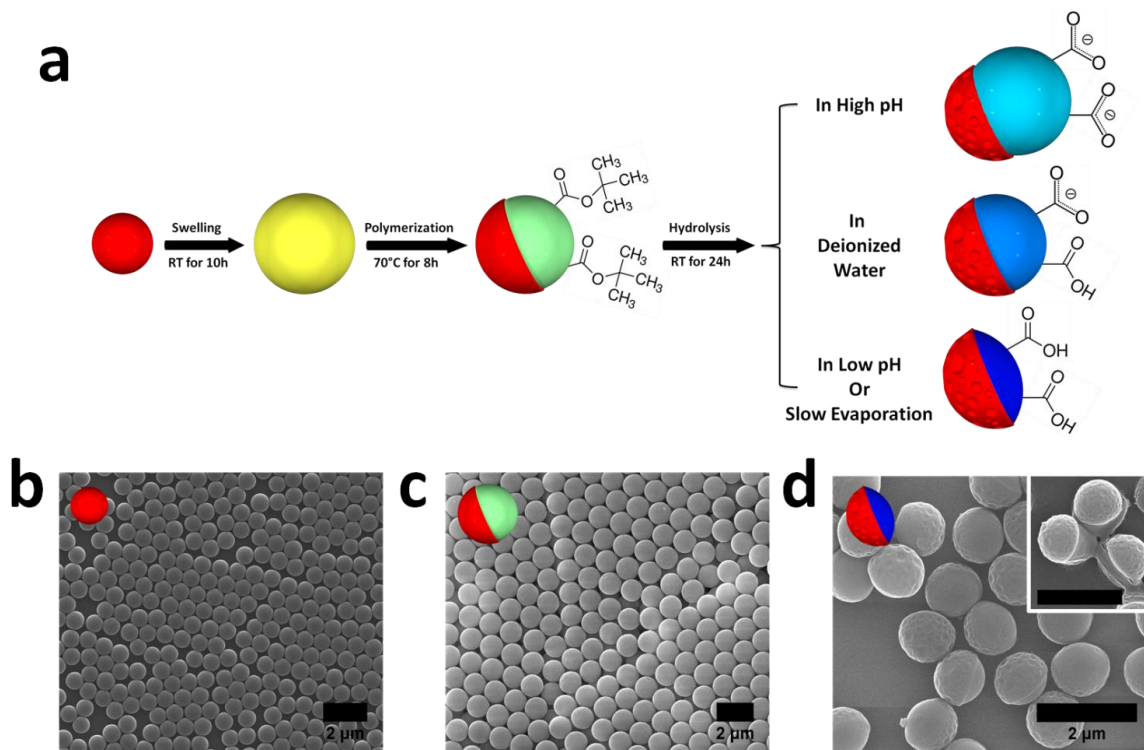 a
Swelling
RT for 10h
Polymerization
70°C for 8h
O
O
CH₃
CH₃
CH₃
O
O
CH₃
CH₃
H₃C
Hydrolysis
RT for 24h
In High pH
O
⊖
O
O
⊖
O
In
Deionized
Water
O
⊖
O
O
OH
In Low pH
Or
Slow Evaporation
O
OH
O
OH
b
2 μm
c
2 μm
d
2 μm